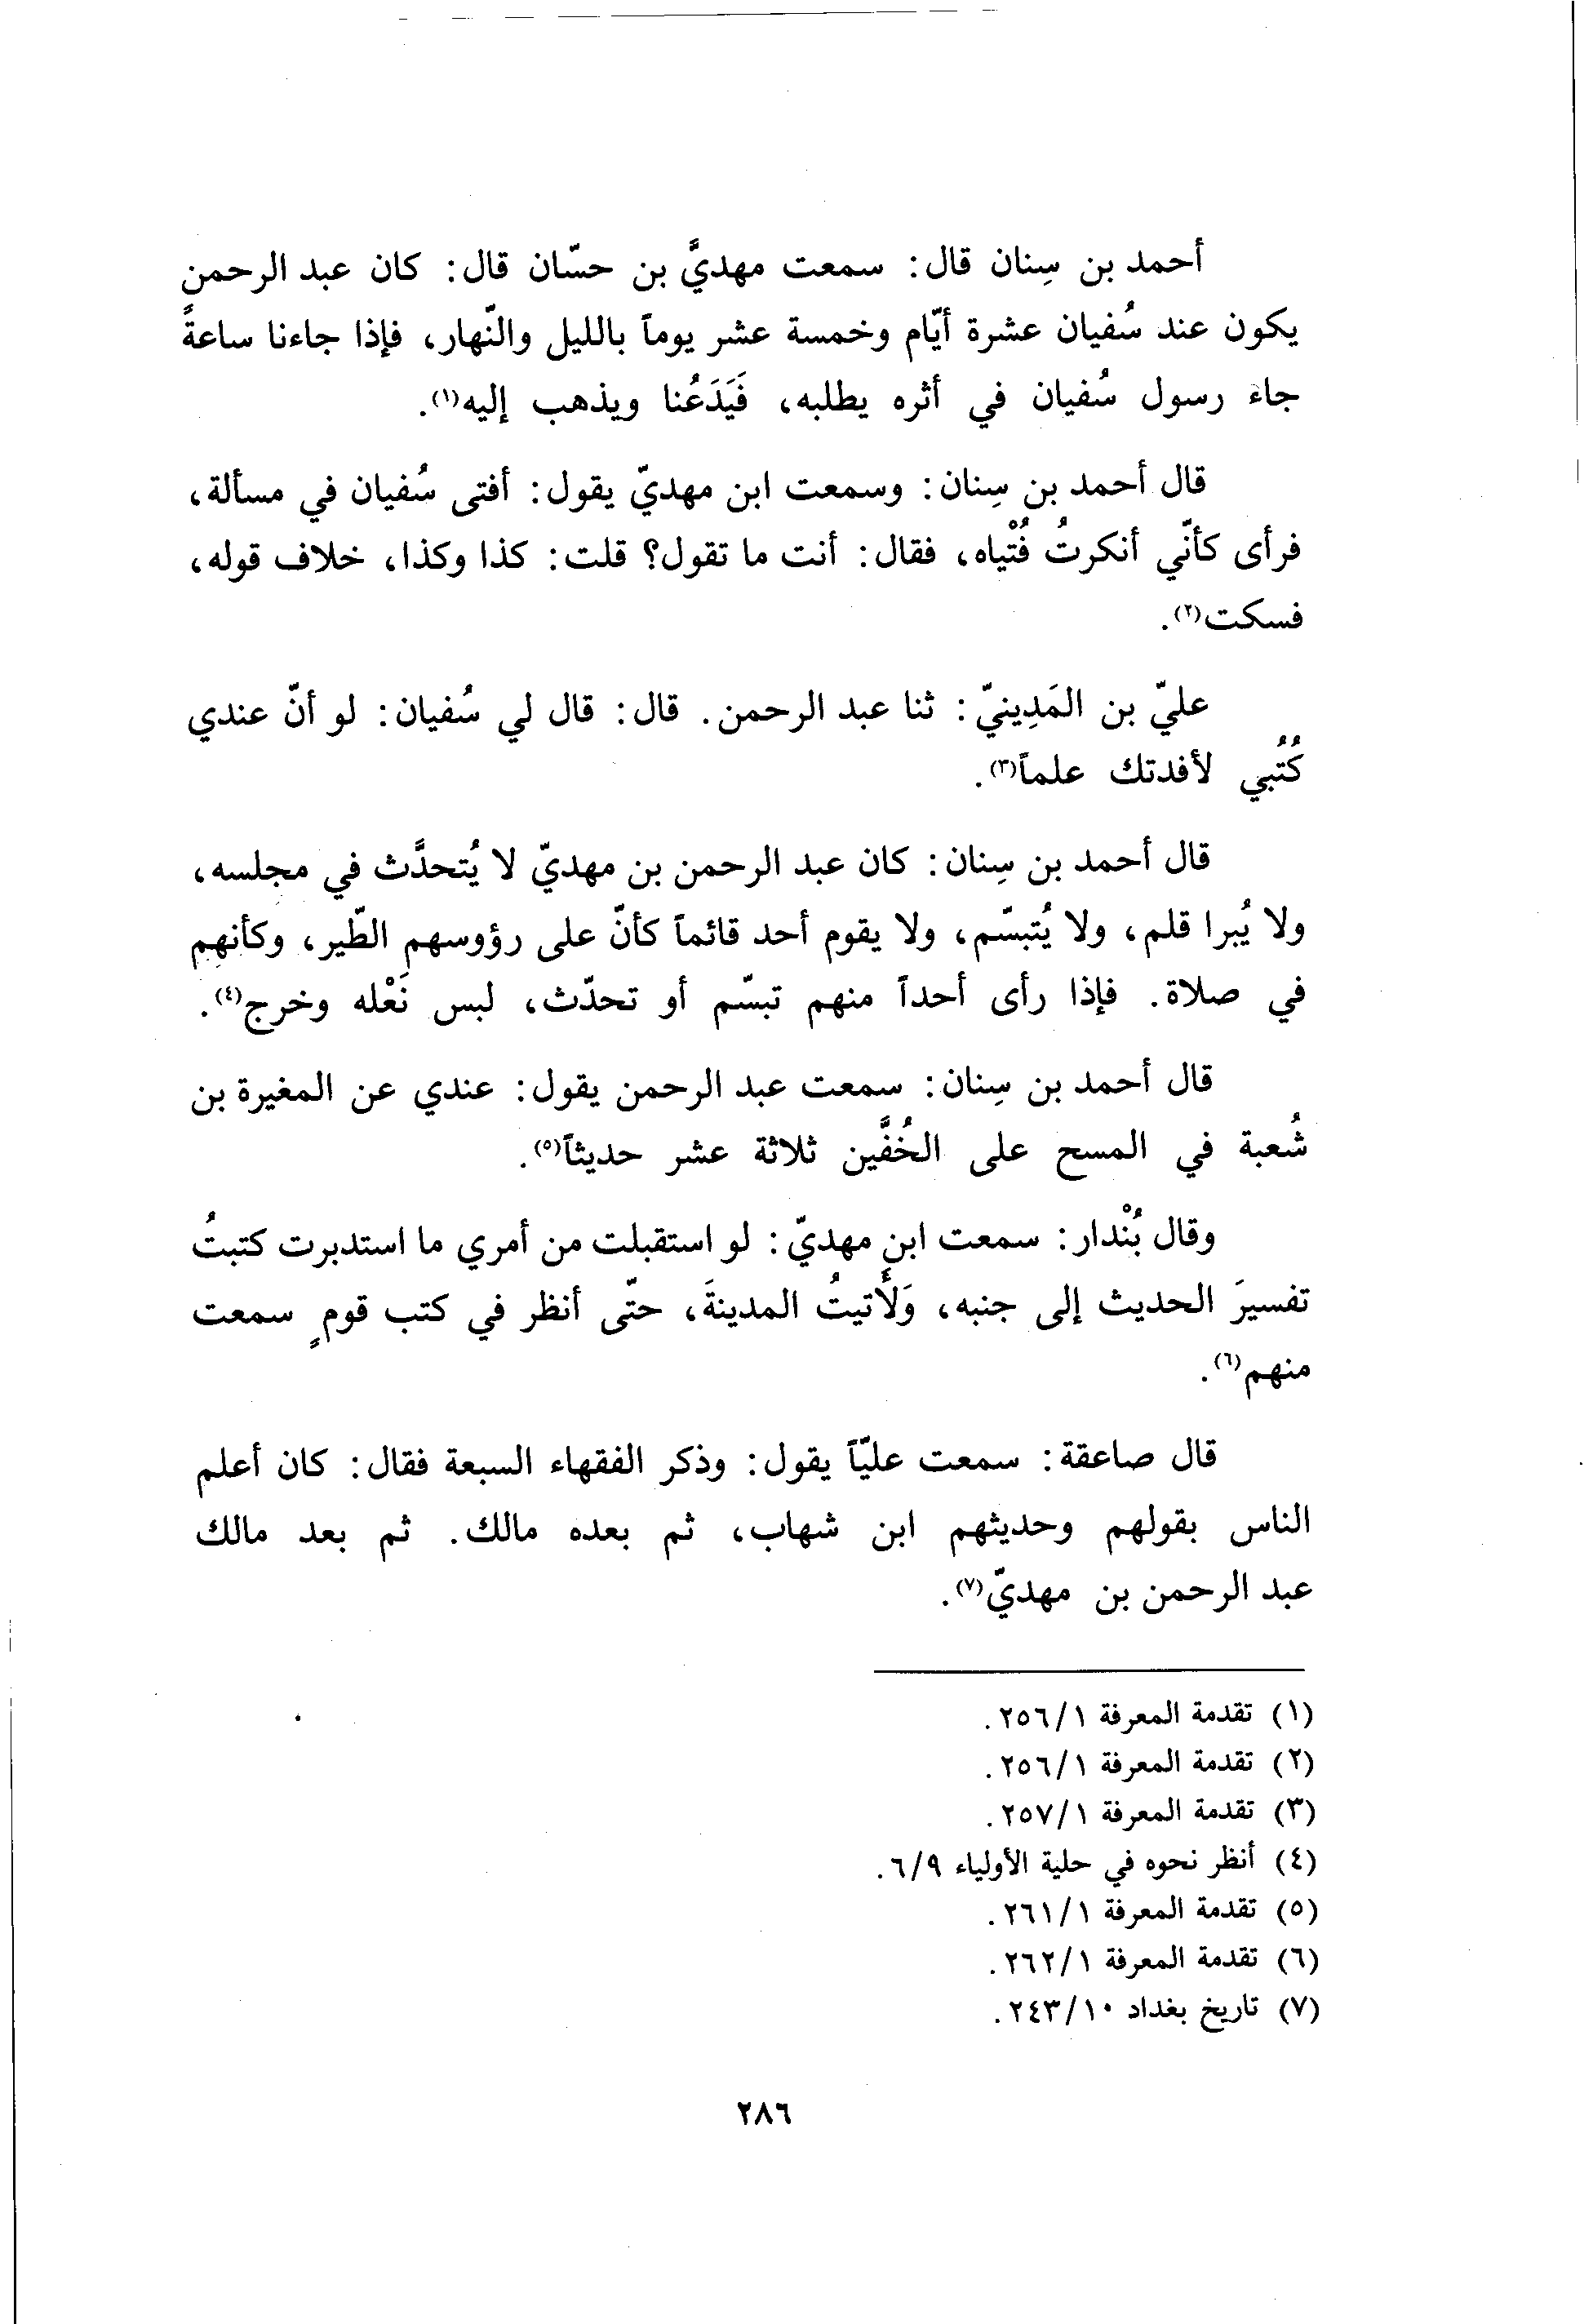 أحمد بن سِنان قال: سمعت مهديَّ بن حسّان قال: كان عبد الرحمن
يكون عند سُفيان عشرة أيّام وخمسة عشر يوماً بالليل والنّهار، فإذا جاءنا ساعةً
جاء رسول سُفيان في أثره يطلبه، فَيَدَعُنا ويذهب إليه(١).
قال أحمد بن سِنان: وسمعت ابن مهديّ يقول: أفتى سُفيان في مسألة،
فرأى كأنّي أنكرتُ فُتْياه، فقال: أنت ما تقول؟ قلت: كذا وكذا، خلاف قوله،
فسكت(٢).
عليّ بن المَدِينيّ: ثنا عبد الرحمن. قال: قال لي سُفيان: لو أنّ عندي
كُتُبي لأفدتك علماً(٣).
قال أحمد بن سِنان: كان عبد الرحمن بن مهديّ لا يُتحدَّث في مجلسه،
ولا يُبرا قلم، ولا يُتبسّم، ولا يقوم أحد قائماً كأنّ على رؤوسهم الطّير، وكأنهم
في صلاة. فإذا رأى أحداً منهم تبسّم أو تحدّث، لبس نَعْله وخرج(٤).
قال أحمد بن سِنان: سمعت عبد الرحمن يقول: عندي عن المغيرة بن
شُعبة في المسح على الخُفَّين ثلاثة عشر حديثاً(٥).
وقال بُنْدار: سمعت ابن مهديّ: لو استقبلت من أمري ما استدبرت كتبتُ
تفسيرَ الحديث إلى جنبه، وَلأَتيتُ المدينةَ، حتّى أنظر في كتب قومٍ سمعت
منهم(٦).
قال صاعقة: سمعت عليّاً يقول: وذكر الفقهاء السبعة فقال: كان أعلم
الناس بقولهم وحديثهم ابن شهاب، ثم بعده مالك. ثم بعد مالك
عبد الرحمن بن مهديّ(٧).
(١) تقدمة المعرفة ٢٥٦/١.
(٢) تقدمة المعرفة ٢٥٦/١.
(٣) تقدمة المعرفة ٢٥٧/١.
(٤) أنظر نحوه في حلية الأولياء ٦/٩.
(٥) تقدمة المعرفة ٢٦١/١.
(٦) تقدمة المعرفة ٢٦٢/١.
(٧) تاريخ بغداد ٢٤٣/١٠.
٢٨٦